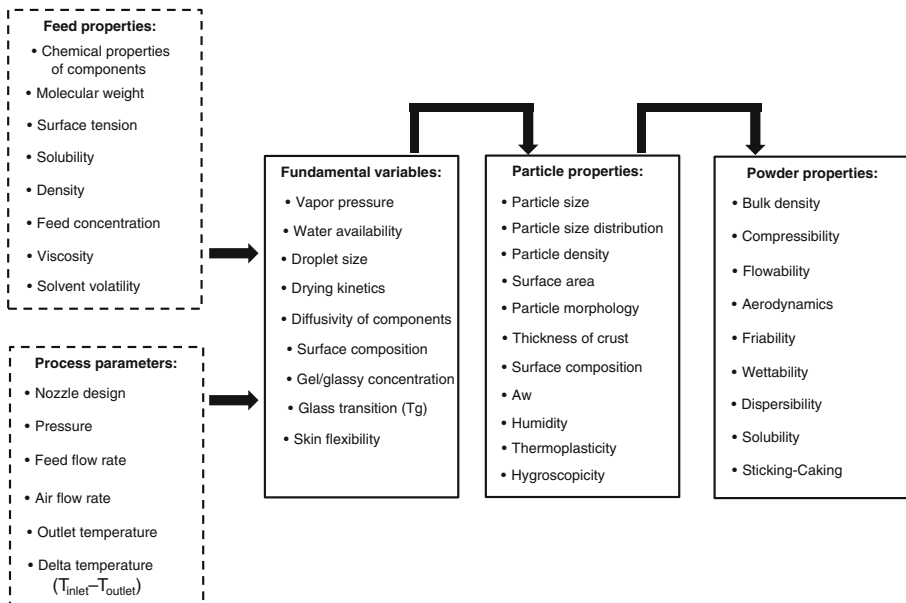 Feed properties:
• Chemical properties
of components
• Molecular weight
• Surface tension
• Solubility
• Density
• Feed concentration
• Viscosity
• Solvent volatility
Process parameters:
• Nozzle design
• Pressure
• Feed flow rate
• Air flow rate
• Outlet temperature
• Delta temperature
(Tinlet–Toutlet)
Fundamental variables:
• Vapor pressure
• Water availability
• Droplet size
• Drying kinetics
• Diffusivity of components
• Surface composition
• Gel/glassy concentration
• Glass transition (Tg)
• Skin flexibility
Particle properties:
• Particle size
• Particle size distribution
• Particle density
• Surface area
• Particle morphology
• Thickness of crust
• Surface composition
• Aw
• Humidity
• Thermoplasticity
• Hygroscopicity
Powder properties:
• Bulk density
• Compressibility
• Flowability
• Aerodynamics
• Friability
• Wettability
• Dispersibility
• Solubility
• Sticking-Caking